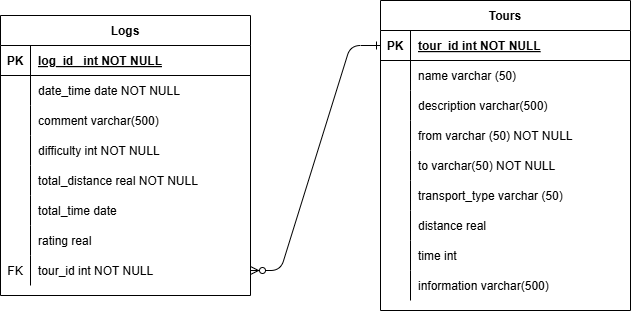 Logs
PK log_id int NOT NULL
date_time date NOT NULL
comment varchar(500)
difficulty int NOT NULL
total_distance real NOT NULL
total_time date
rating real
FK tour_id int NOT NULL
Tours
PK tour_id int NOT NULL
name varchar (50)
description varchar(500)
from varchar (50) NOT NULL
to varchar(50) NOT NULL
transport_type varchar (50)
distance real
time int
information varchar(500)